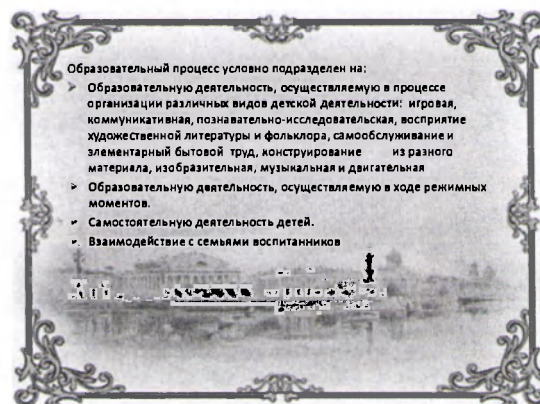 Образовательный процесс условно подразделен на:
➢ Образовательную деятельность, осуществляемую в процессе
организации различных видов детской деятельности: игровая,
коммуникативная, познавательно-исследовательская, восприятие
художественной литературы и фольклора, самообслуживание и
элементарный бытовой труд, конструирование из разного
материала, изобразительная, музыкальная и двигательная
➢ Образовательную деятельность, осуществляемую в ходе режимных
моментов.
➢ Самостоятельную деятельность детей.
➢ Взаимодействие с семьями воспитанников